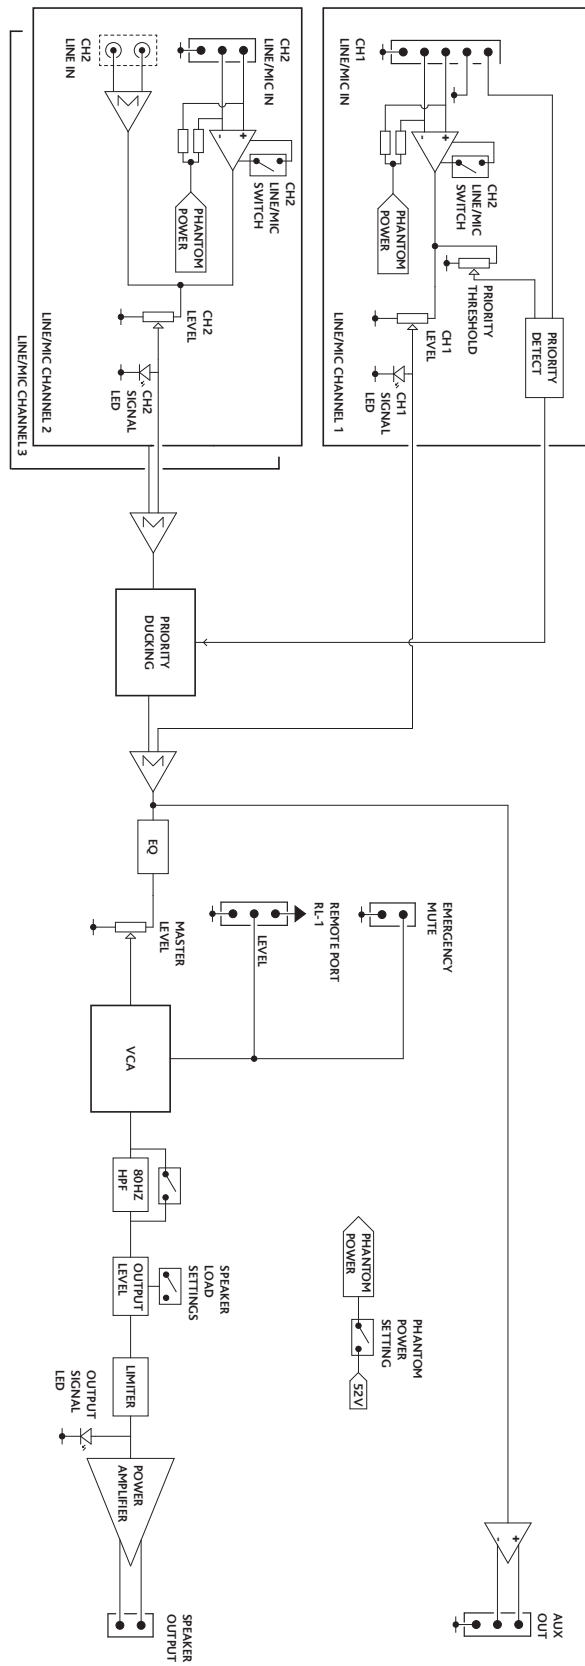 CH1
LINE/MIC IN
CH2
LINE/MIC
SWITCH
PHANTOM
POWER
PRIORITY
THRESHOLD
PRIORITY
DETECT
CH1
LEVEL
CH1
SIGNAL
LED
LINE/MIC CHANNEL 1
CH2
LINE/MIC IN
CH2
LINE IN
CH2
LINE/MIC
SWITCH
PHANTOM
POWER
CH2
LEVEL
CH2
SIGNAL
LED
LINE/MIC CHANNEL 2
LINE/MIC CHANNEL 3
PRIORITY
DUCKING
EQ
MASTER
LEVEL
REMOTE PORT
RL-1
LEVEL
EMERGENCY
MUTE
VCA
80HZ
HPF
SPEAKER
LOAD
SETTINGS
OUTPUT
LEVEL
LIMITER
OUTPUT
SIGNAL
LED
POWER
AMPLIFIER
SPEAKER
OUTPUT
PHANTOM
POWER
PHANTOM
POWER
SETTING
52V
AUX
OUT